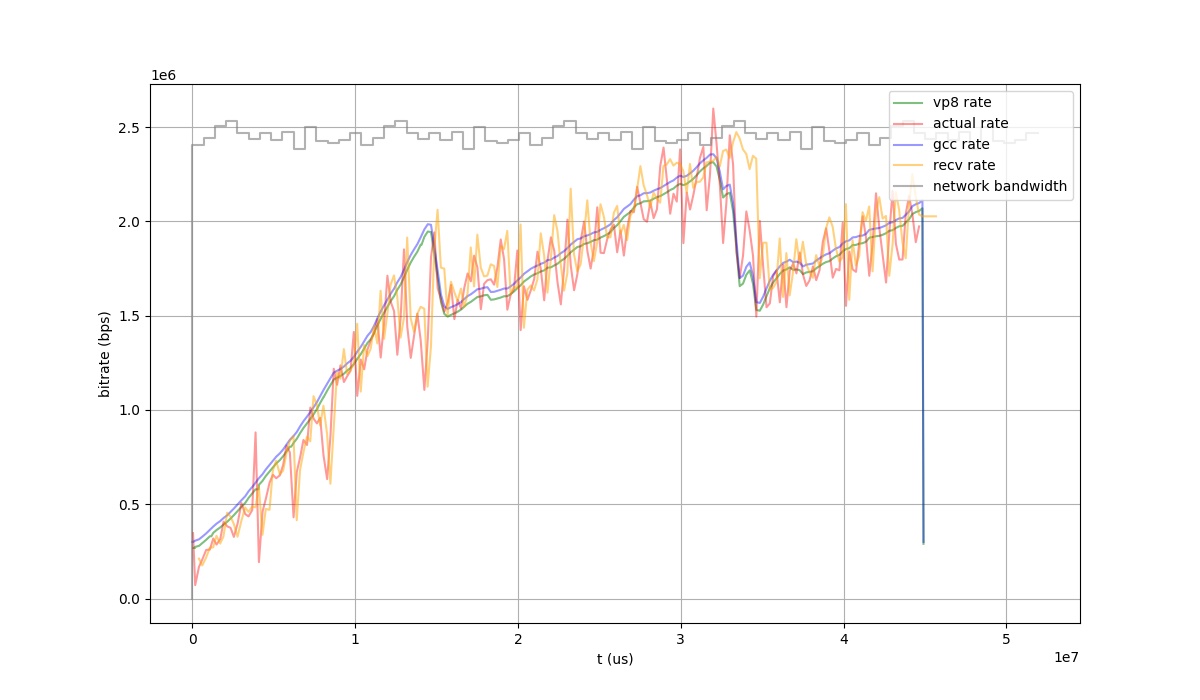 1e6
bitrate (bps)
2.5
2.0
1.5
1.0
0.5
0.0
vp8 rate
actual rate
gcc rate
recv rate
network bandwidth
0 1 2 3 4 5
t (us)
1e7